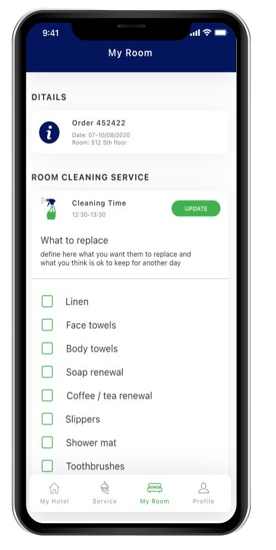 9:41
My Room
DITAILS
Order 452422
Date: 07-10/08/2020
Room: 512 5th floor
ROOM CLEANING SERVICE
Cleaning Time
12:30-13:30
UPDATE
What to replace
define here what you want them to replace and
what you think is ok to keep for another day
Linen
Face towels
Body towels
Soap renewal
Coffee / tea renewal
Slippers
Shower mat
Toothbrushes
My Hotel Service My Room Profile